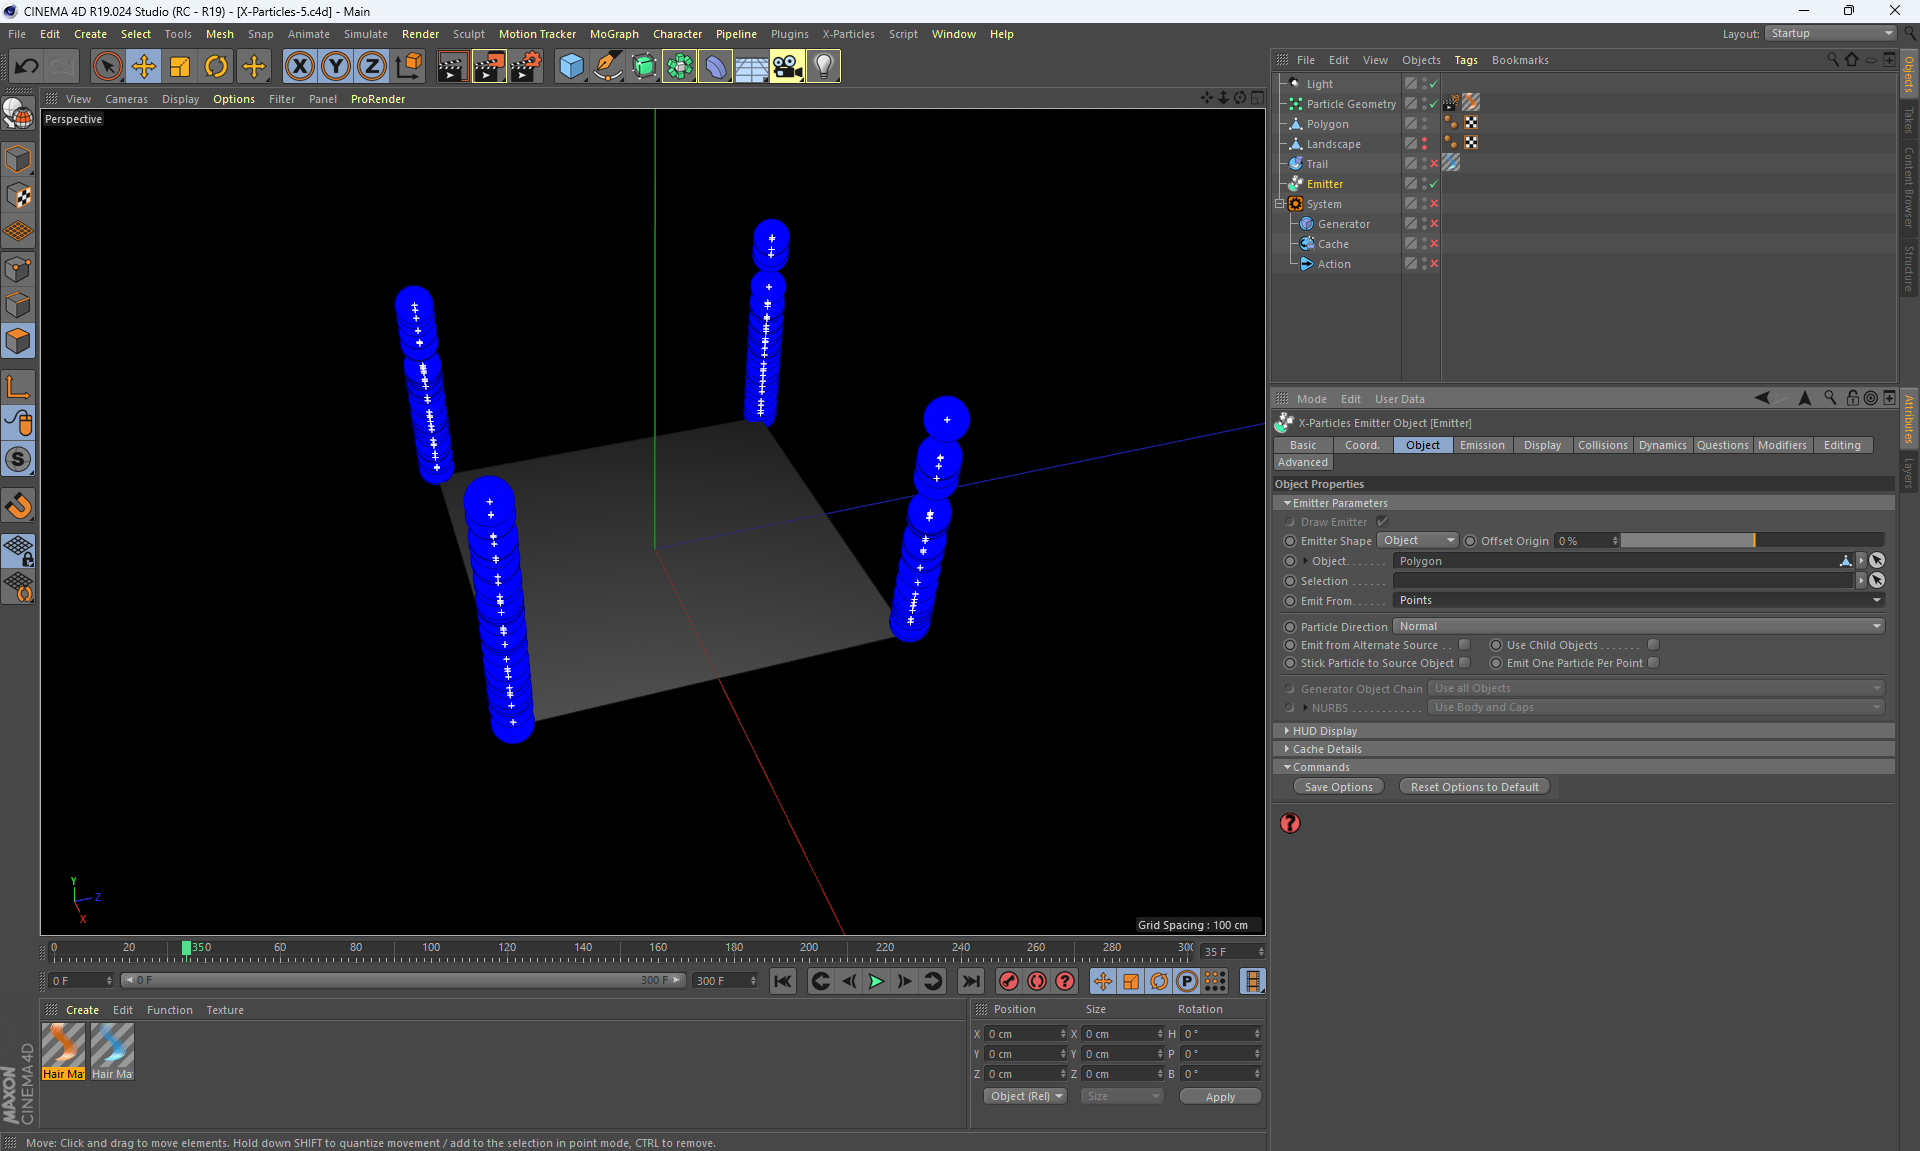 CINEMA 4D R19.024 Studio (RC - R19) - [X-Particles-5.c4d] - Main
File Edit Create Select Tools Mesh Snap Animate Simulate Render Sculpt Motion Tracker MoGraph Character Pipeline Plugins X-Particles Script Window Help
Layout: Startup
View Cameras Display Options Filter Panel ProRender
Perspective
Grid Spacing : 100 cm
Y
Z
X
File Edit View Objects Tags Bookmarks
Light
Particle Geometry
Polygon
Landscape
Trail
Emitter
System
Generator
Cache
Action
Objects
Takes
Content Browser
Structure
Mode Edit User Data
X-Particles Emitter Object [Emitter]
Basic Coord. Object Emission Display Collisions Dynamics Questions Modifiers Editing
Advanced
Object Properties
Emitter Parameters
Draw Emitter
Emitter Shape Object Offset Origin 0 %
Object. . . . . . . Polygon
Selection . . . . . .
Emit From. . . . . . Points
Particle Direction Normal
Emit from Alternate Source . . Use Child Objects . . . . . . .
Stick Particle to Source Object Emit One Particle Per Point
Generator Object Chain Use all Objects
NURBS . . . . . . . . . . . . Use Body and Caps
HUD Display
Cache Details
Commands
Save Options Reset Options to Default
Attributes
Layers
0 20 350 60 80 100 120 140 160 180 200 220 240 260 280 300 35 F
0 F 0 F 300 F 300 F
Create Edit Function Texture
Hair Ma Hair Ma
MAXON
CINEMA 4D
Position Size Rotation
X 0 cm X 0 cm H 0 °
Y 0 cm Y 0 cm P 0 °
Z 0 cm Z 0 cm B 0 °
Object (Rel) Size Apply
Move: Click and drag to move elements. Hold down SHIFT to quantize movement / add to the selection in point mode, CTRL to remove.